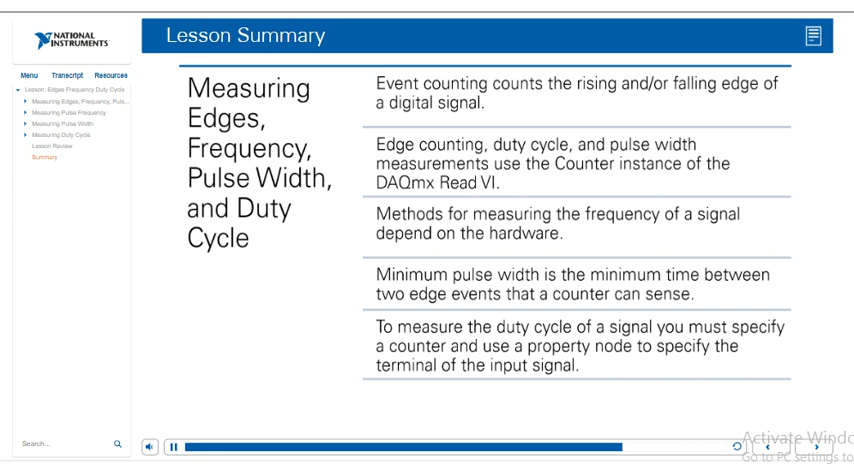 NATIONAL
INSTRUMENTS
Lesson Summary
Menu Transcript Resources
Lesson: Edges Frequency Duty Cycle
Measuring Edges, Frequency, Puls...
Measuring Pulse Frequency
Measuring Pulse Width
Measuring Duty Cycle
Lesson Review
Summary
Measuring
Edges,
Frequency,
Pulse Width,
and Duty
Cycle
Event counting counts the rising and/or falling edge of
a digital signal.
Edge counting, duty cycle, and pulse width
measurements use the Counter instance of the
DAQmx Read VI.
Methods for measuring the frequency of a signal
depend on the hardware.
Minimum pulse width is the minimum time between
two edge events that a counter can sense.
To measure the duty cycle of a signal you must specify
a counter and use a property node to specify the
terminal of the input signal.
Search...
Activate Windo
Go to PC settings to